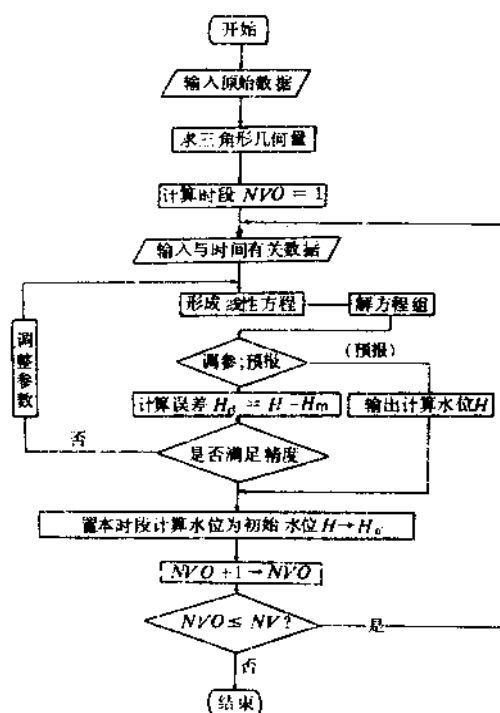 开始
输入原始数据
求三角形几何量
计算时段 NVO = 1
输入与时间有关数据
形成线性方程
解方程组
调整参数
调参;预报
(预报)
计算误差 Hβ = H - Hm
输出计算水位H
否
是否满足精度
置本时段计算水位为初始水位H→H₀
NVO + 1 → NVO
NVO ≤ NV?
是
否
结束